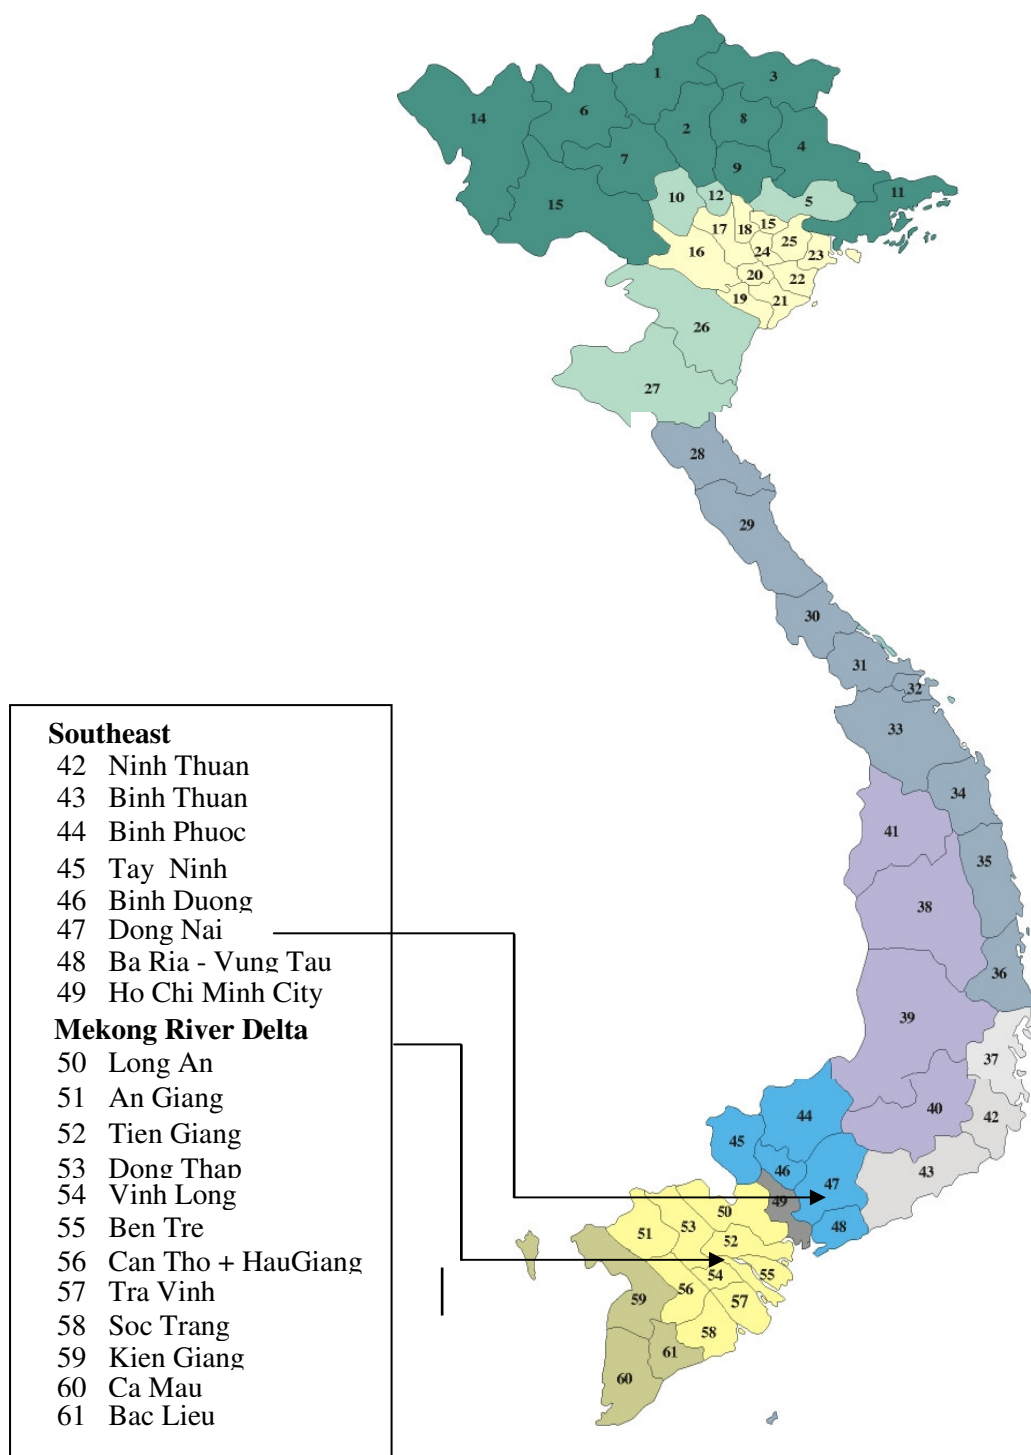 1
3
14
6
2
8
4
7
9
15
10
12
5
11
17
18
15
16
24
25
23
20
22
19
21
26
27
28
29
30
31
32
33
34
41
35
38
36
39
37
40
42
43
44
45
46
47
49
48
50
51
53
52
54
55
56
57
59
58
61
60
Southeast
42 Ninh Thuan
43 Binh Thuan
44 Binh Phuoc
45 Tay Ninh
46 Binh Duong
47 Dong Nai
48 Ba Ria - Vung Tau
49 Ho Chi Minh City
Mekong River Delta
50 Long An
51 An Giang
52 Tien Giang
53 Dong Thap
54 Vinh Long
55 Ben Tre
56 Can Tho + HauGiang
57 Tra Vinh
58 Soc Trang
59 Kien Giang
60 Ca Mau
61 Bac Lieu